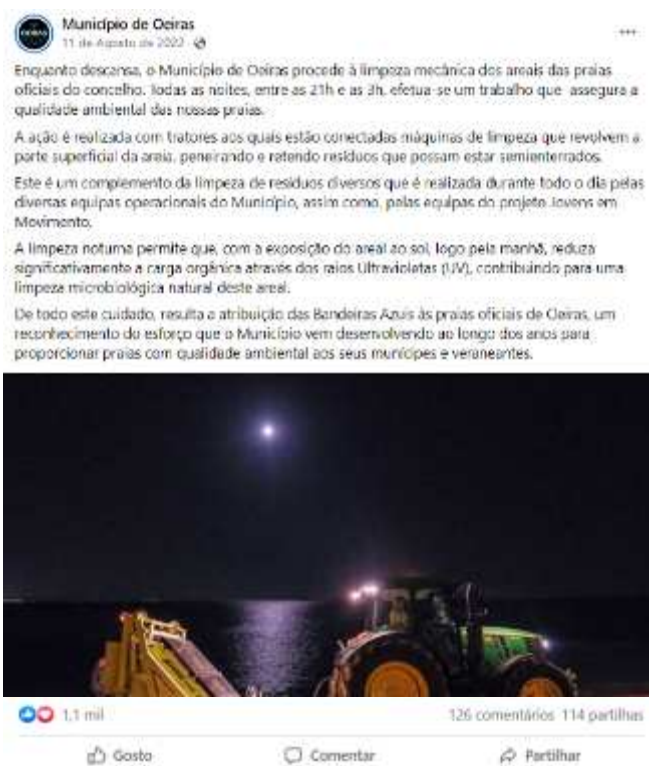 Município de Oeiras
11 de Agosto de 2022
Enquanto descansa, o Município de Oeiras procede à limpeza mecânica dos areais das praias
oficiais do concelho. Todas as noites, entre as 21h e as 3h, efetua-se um trabalho que assegura a
qualidade ambiental das nossas praias.
A ação é realizada com tratores aos quais estão conectadas máquinas de limpeza que revolvem a
parte superficial da areia, peneirando e retendo resíduos que possam estar semienterrados.
Este é um complemento da limpeza de resíduos diversos que é realizada durante todo o dia pelas
diversas equipas operacionais do Município, assim como, pelas equipas do projeto Jovens em
Movimento.
A limpeza noturna permite que, com a exposição do areal ao sol, logo pela manhã, reduza
significativamente a carga orgânica através dos raios Ultravioletas (UV), contribuindo para uma
limpeza microbiológica natural deste areal.
De todo este cuidado, resulta a atribuição das Bandeiras Azuis às praias oficiais de Oeiras, um
reconhecimento do esforço que o Município vem desenvolvendo ao longo dos anos para
proporcionar praias com qualidade ambiental aos seus munícipes e veraneantes.
1,1 mil
126 comentários 114 partilhas
Gosto
Comentar
Partilhar